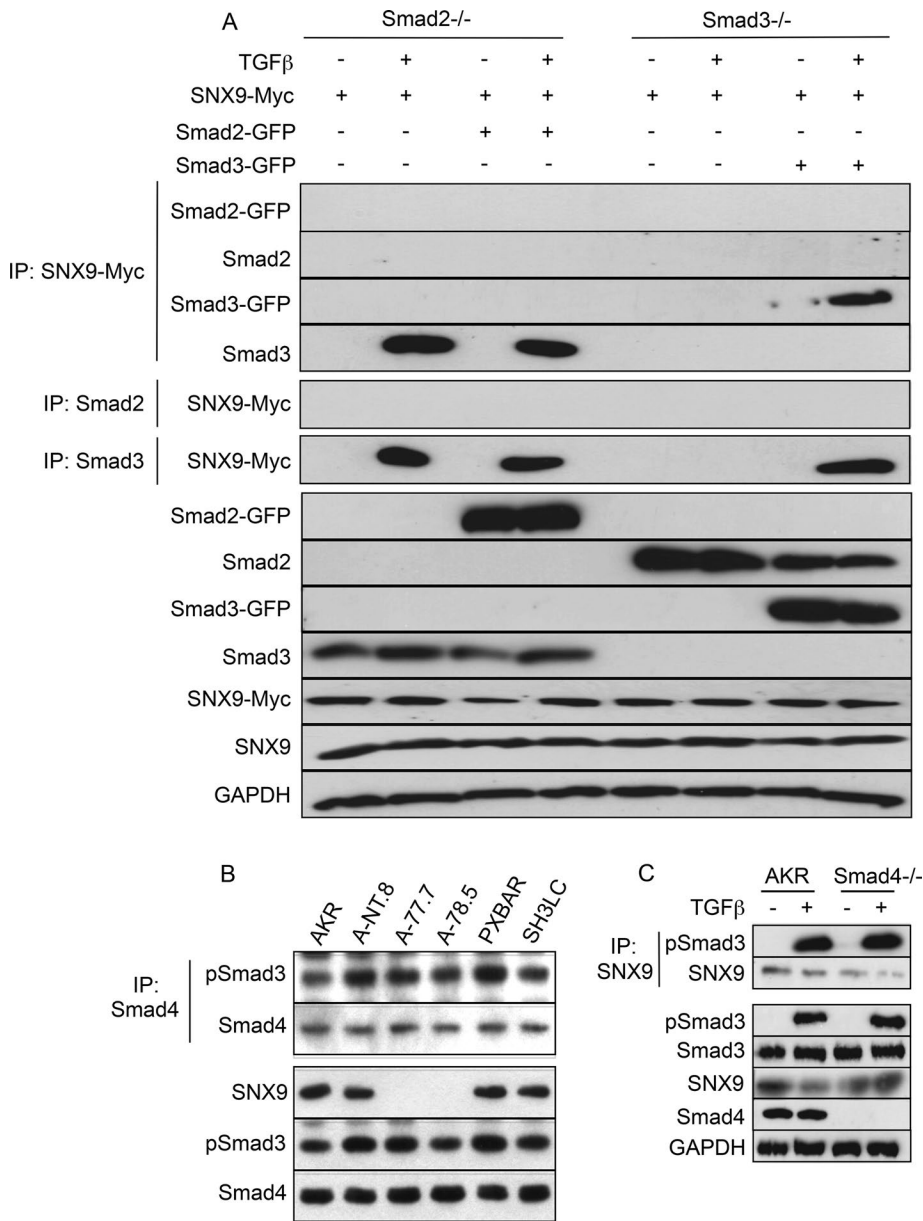 A
Smad2-/- Smad3-/-
TGFβ - + - + - + - +
SNX9-Myc + + + + + + + +
Smad2-GFP - - + + - - - -
Smad3-GFP - - - - - - + +
IP: SNX9-Myc
Smad2-GFP
Smad2
Smad3-GFP
Smad3
IP: Smad2 SNX9-Myc
IP: Smad3 SNX9-Myc
Smad2-GFP
Smad2
Smad3-GFP
Smad3
SNX9-Myc
SNX9
GAPDH
B
AKR A-NT.8 A-77.7 A-78.5 PXBAR SH3LC
IP: Smad4
pSmad3
Smad4
SNX9
pSmad3
Smad4
C
AKR Smad4-/-
TGFβ - + - +
IP: SNX9
pSmad3
SNX9
pSmad3
Smad3
SNX9
Smad4
GAPDH